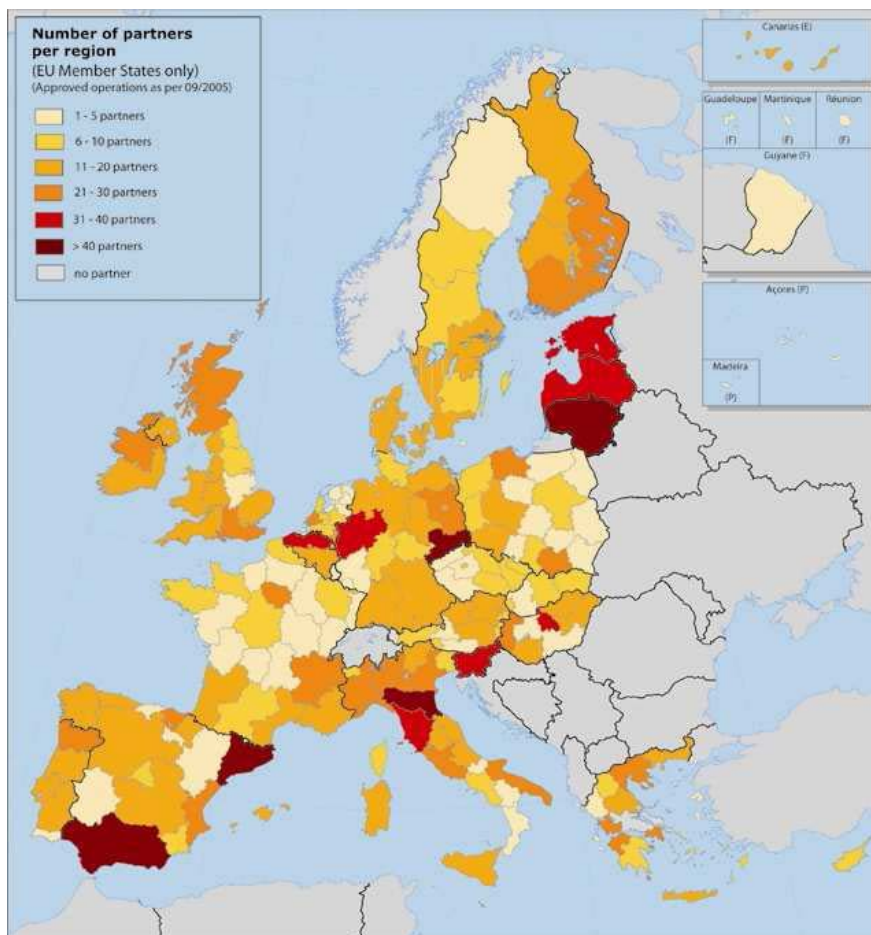 Number of partners
per region
(EU Member States only)
(Approved operations as per 09/2005)
1 - 5 partners
6 - 10 partners
11 - 20 partners
21 - 30 partners
31 - 40 partners
> 40 partners
no partner
Canarias (E)
Guadeloupe Martinique Réunion
(F) (F) (F)
Guyane (F)
Açores (P)
Madeira
(P)